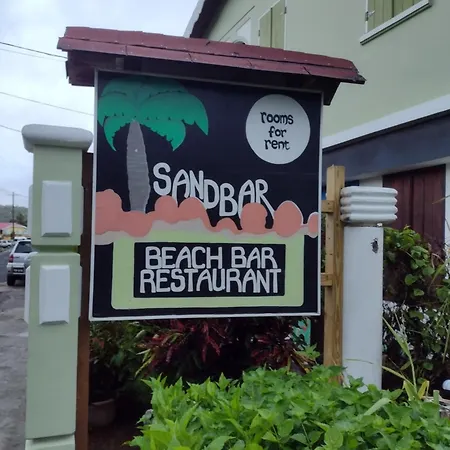 rooms
for
rent
SANDBAR
BEACH BAR
RESTAURANT